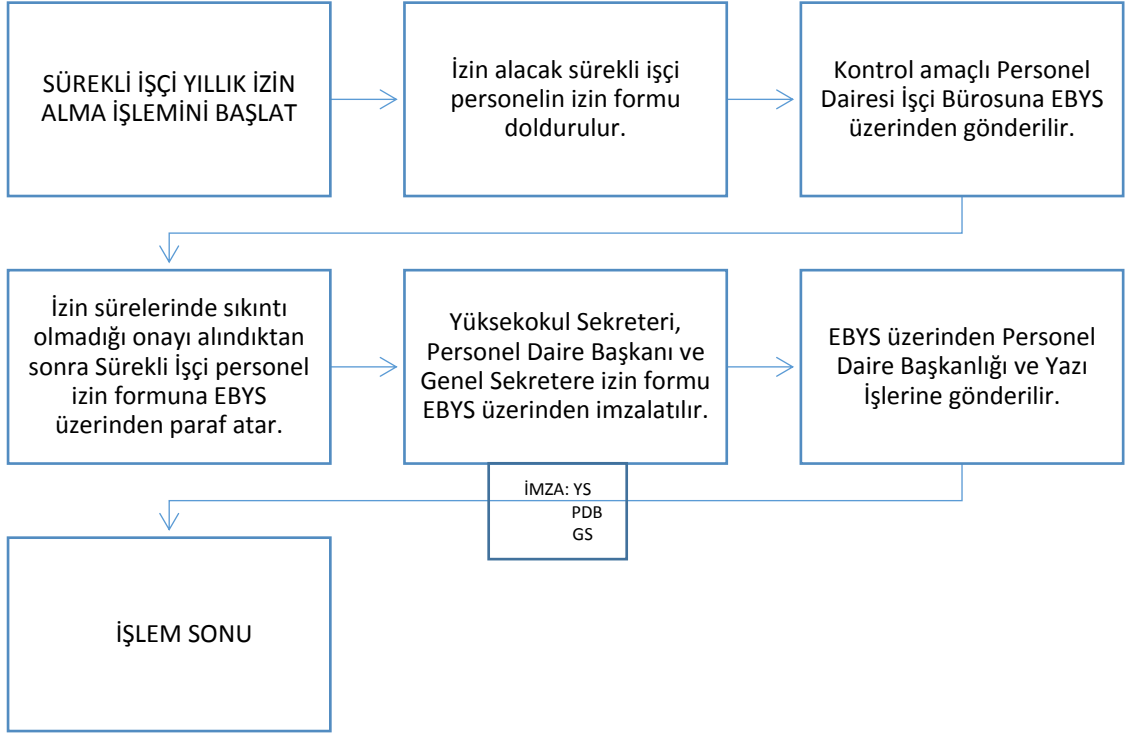 SÜREKLİ İŞÇİ YILLIK İZİN
ALMA İŞLEMİNİ BAŞLAT
İzin alacak sürekli işçi
personelin izin formu
doldurulur.
Kontrol amaçlı Personel
Dairesi İşçi Bürosuna EBYS
üzerinden gönderilir.
İzin sürelerinde sıkıntı
olmadığı onayı alındıktan
sonra Sürekli İşçi personel
izin formuna EBYS
üzerinden paraf atar.
Yüksekokul Sekreteri,
Personel Daire Başkanı ve
Genel Sekretere izin formu
EBYS üzerinden imzalatılır.
EBYS üzerinden Personel
Daire Başkanlığı ve Yazı
İşlerine gönderilir.
İMZA: YS
PDB
GS
İŞLEM SONU